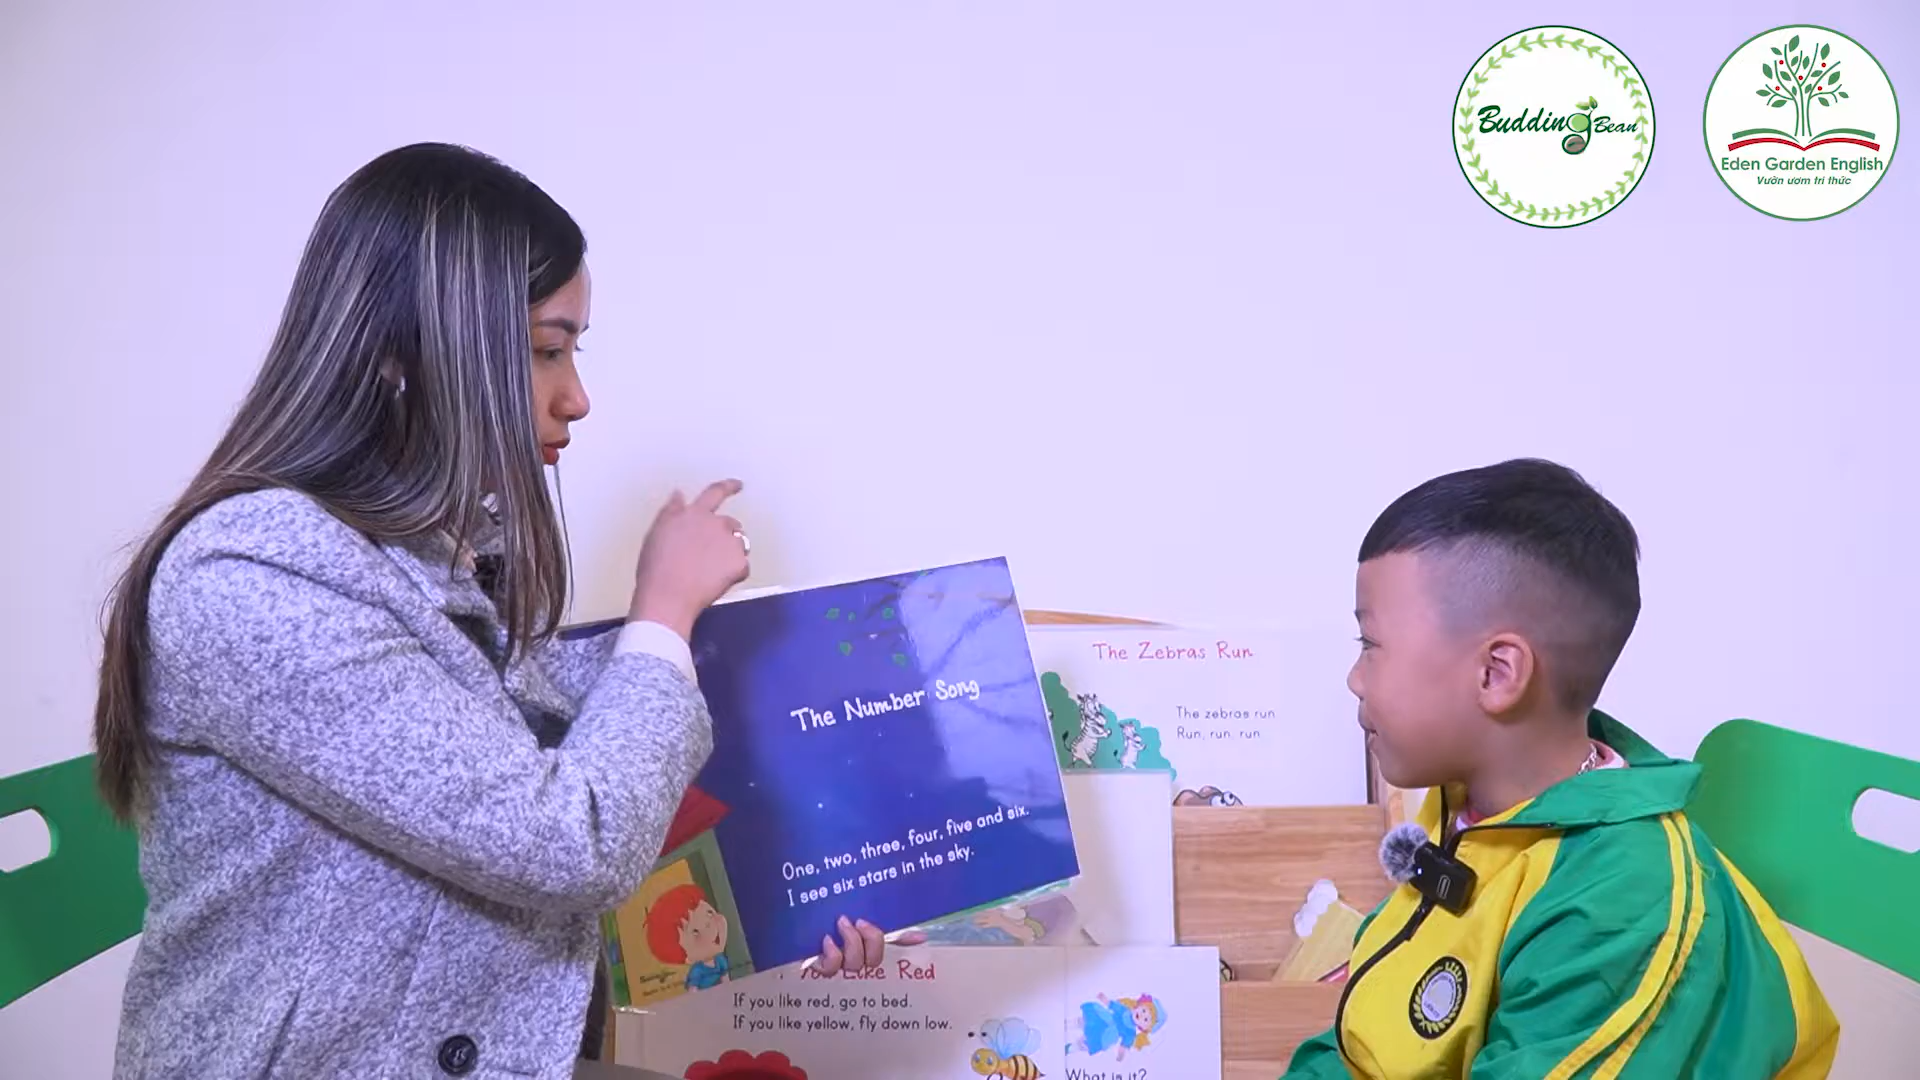 Budding Bean
Eden Garden English
Vườn ươm tri thức
The Zebras Run
The zebras run
Run, run, run
The Number Song
One, two, three, four, five and six.
I see six stars in the sky.
You Like Red
If you like red, go to bed.
If you like yellow, fly down low.
What is it?